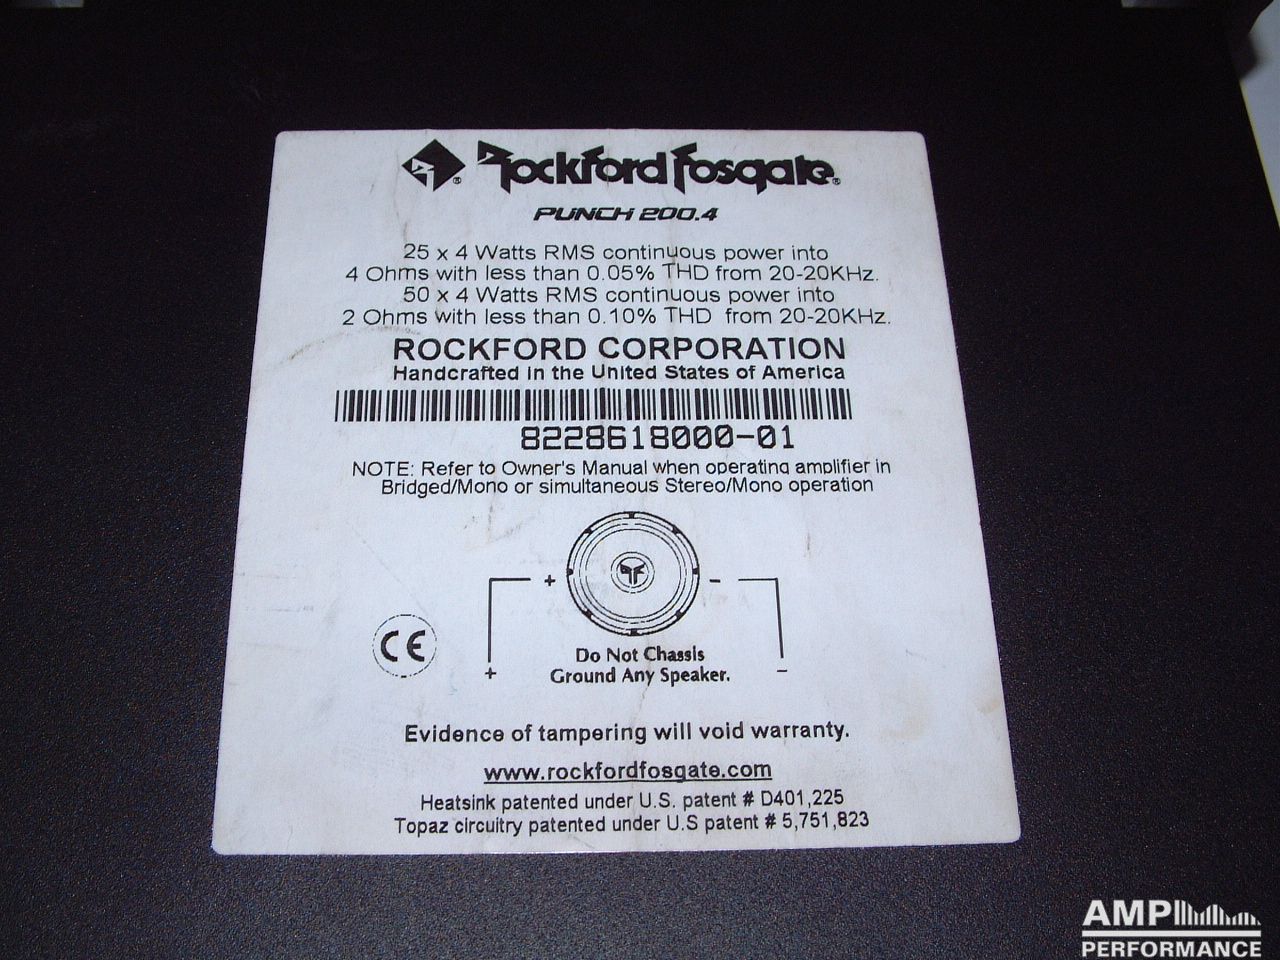 Rockford Fosgate®
PUNCH 200.4
25 x 4 Watts RMS continuous power into
4 Ohms with less than 0.05% THD from 20-20KHz.
50 x 4 Watts RMS continuous power into
2 Ohms with less than 0.10% THD from 20-20KHz.
ROCKFORD CORPORATION
Handcrafted in the United States of America
8228618000-01
NOTE: Refer to Owner's Manual when operating amplifier in
Bridged/Mono or simultaneous Stereo/Mono operation
+ -
CE
Do Not Chassis
Ground Any Speaker.
+ -
Evidence of tampering will void warranty.
www.rockfordfosgate.com
Heatsink patented under U.S. patent # D401,225
Topaz circuitry patented under U.S patent # 5,751,823
AMP
PERFORMANCE